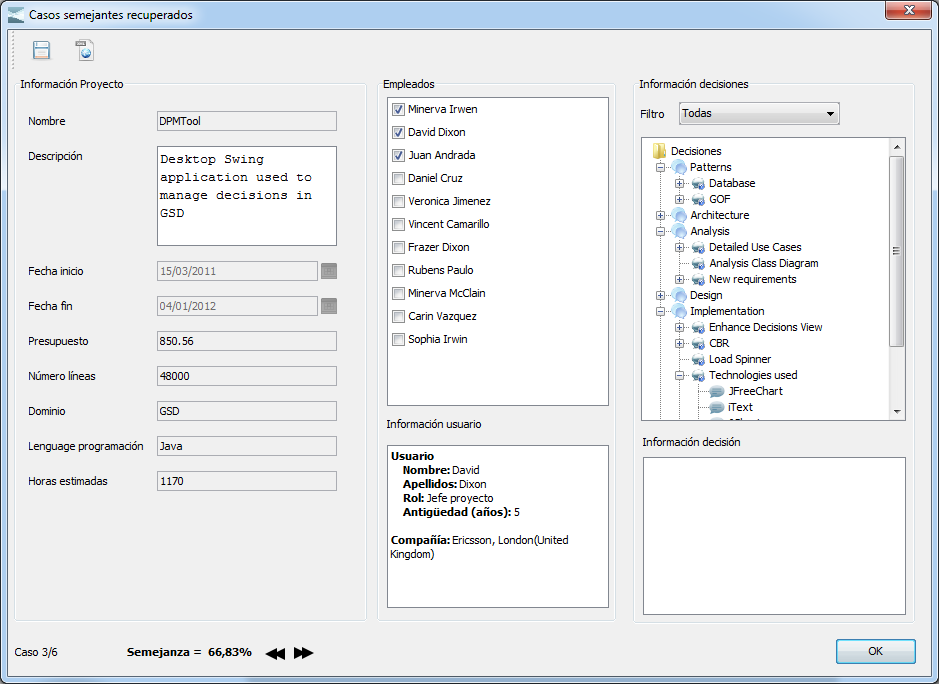 Casos semejantes recuperados
Información Proyecto
Nombre
DPMTool
Descripción
Desktop Swing
application used to
manage decisions in
GSD
Fecha inicio
15/03/2011
Fecha fin
04/01/2012
Presupuesto
850.56
Número líneas
48000
Dominio
GSD
Lenguage programación
Java
Horas estimadas
1170
Empleados
Minerva Irwen
David Dixon
Juan Andrada
Daniel Cruz
Veronica Jimenez
Vincent Camarillo
Frazer Dixon
Rubens Paulo
Minerva McClain
Carin Vazquez
Sophia Irwin
Información usuario
Usuario
Nombre: David
Apellidos: Dixon
Rol: Jefe proyecto
Antigüedad (años): 5
Compañía: Ericsson, London(United
Kingdom)
Información decisiones
Filtro
Todas
Decisiones
Patterns
Database
GOF
Architecture
Analysis
Detailed Use Cases
Analysis Class Diagram
New requirements
Design
Implementation
Enhance Decisions View
CBR
Load Spinner
Technologies used
JFreeChart
iText
Información decisión
Caso 3/6
Semejanza = 66,83%
OK